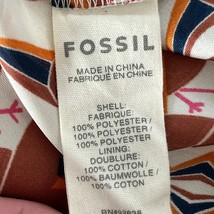 FOSSIL
MADE IN CHINA
FABRIQUÉ EN CHINE
SHELL:
FABRIQUE:
100% POLYESTER /
100% POLYESTER /
100% POLYESTER
LINING:
DOUBLURE:
100% COTTON /
100% BAUMWOLLE /
100% COTON